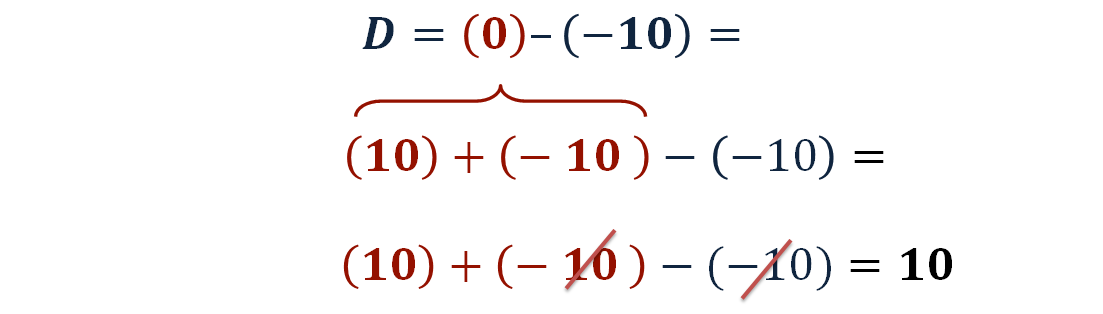 D = (0)– (−10) =
(10) + (− 10 ) − (−10) =
(10) + (− 10 ) − (−10) = 10